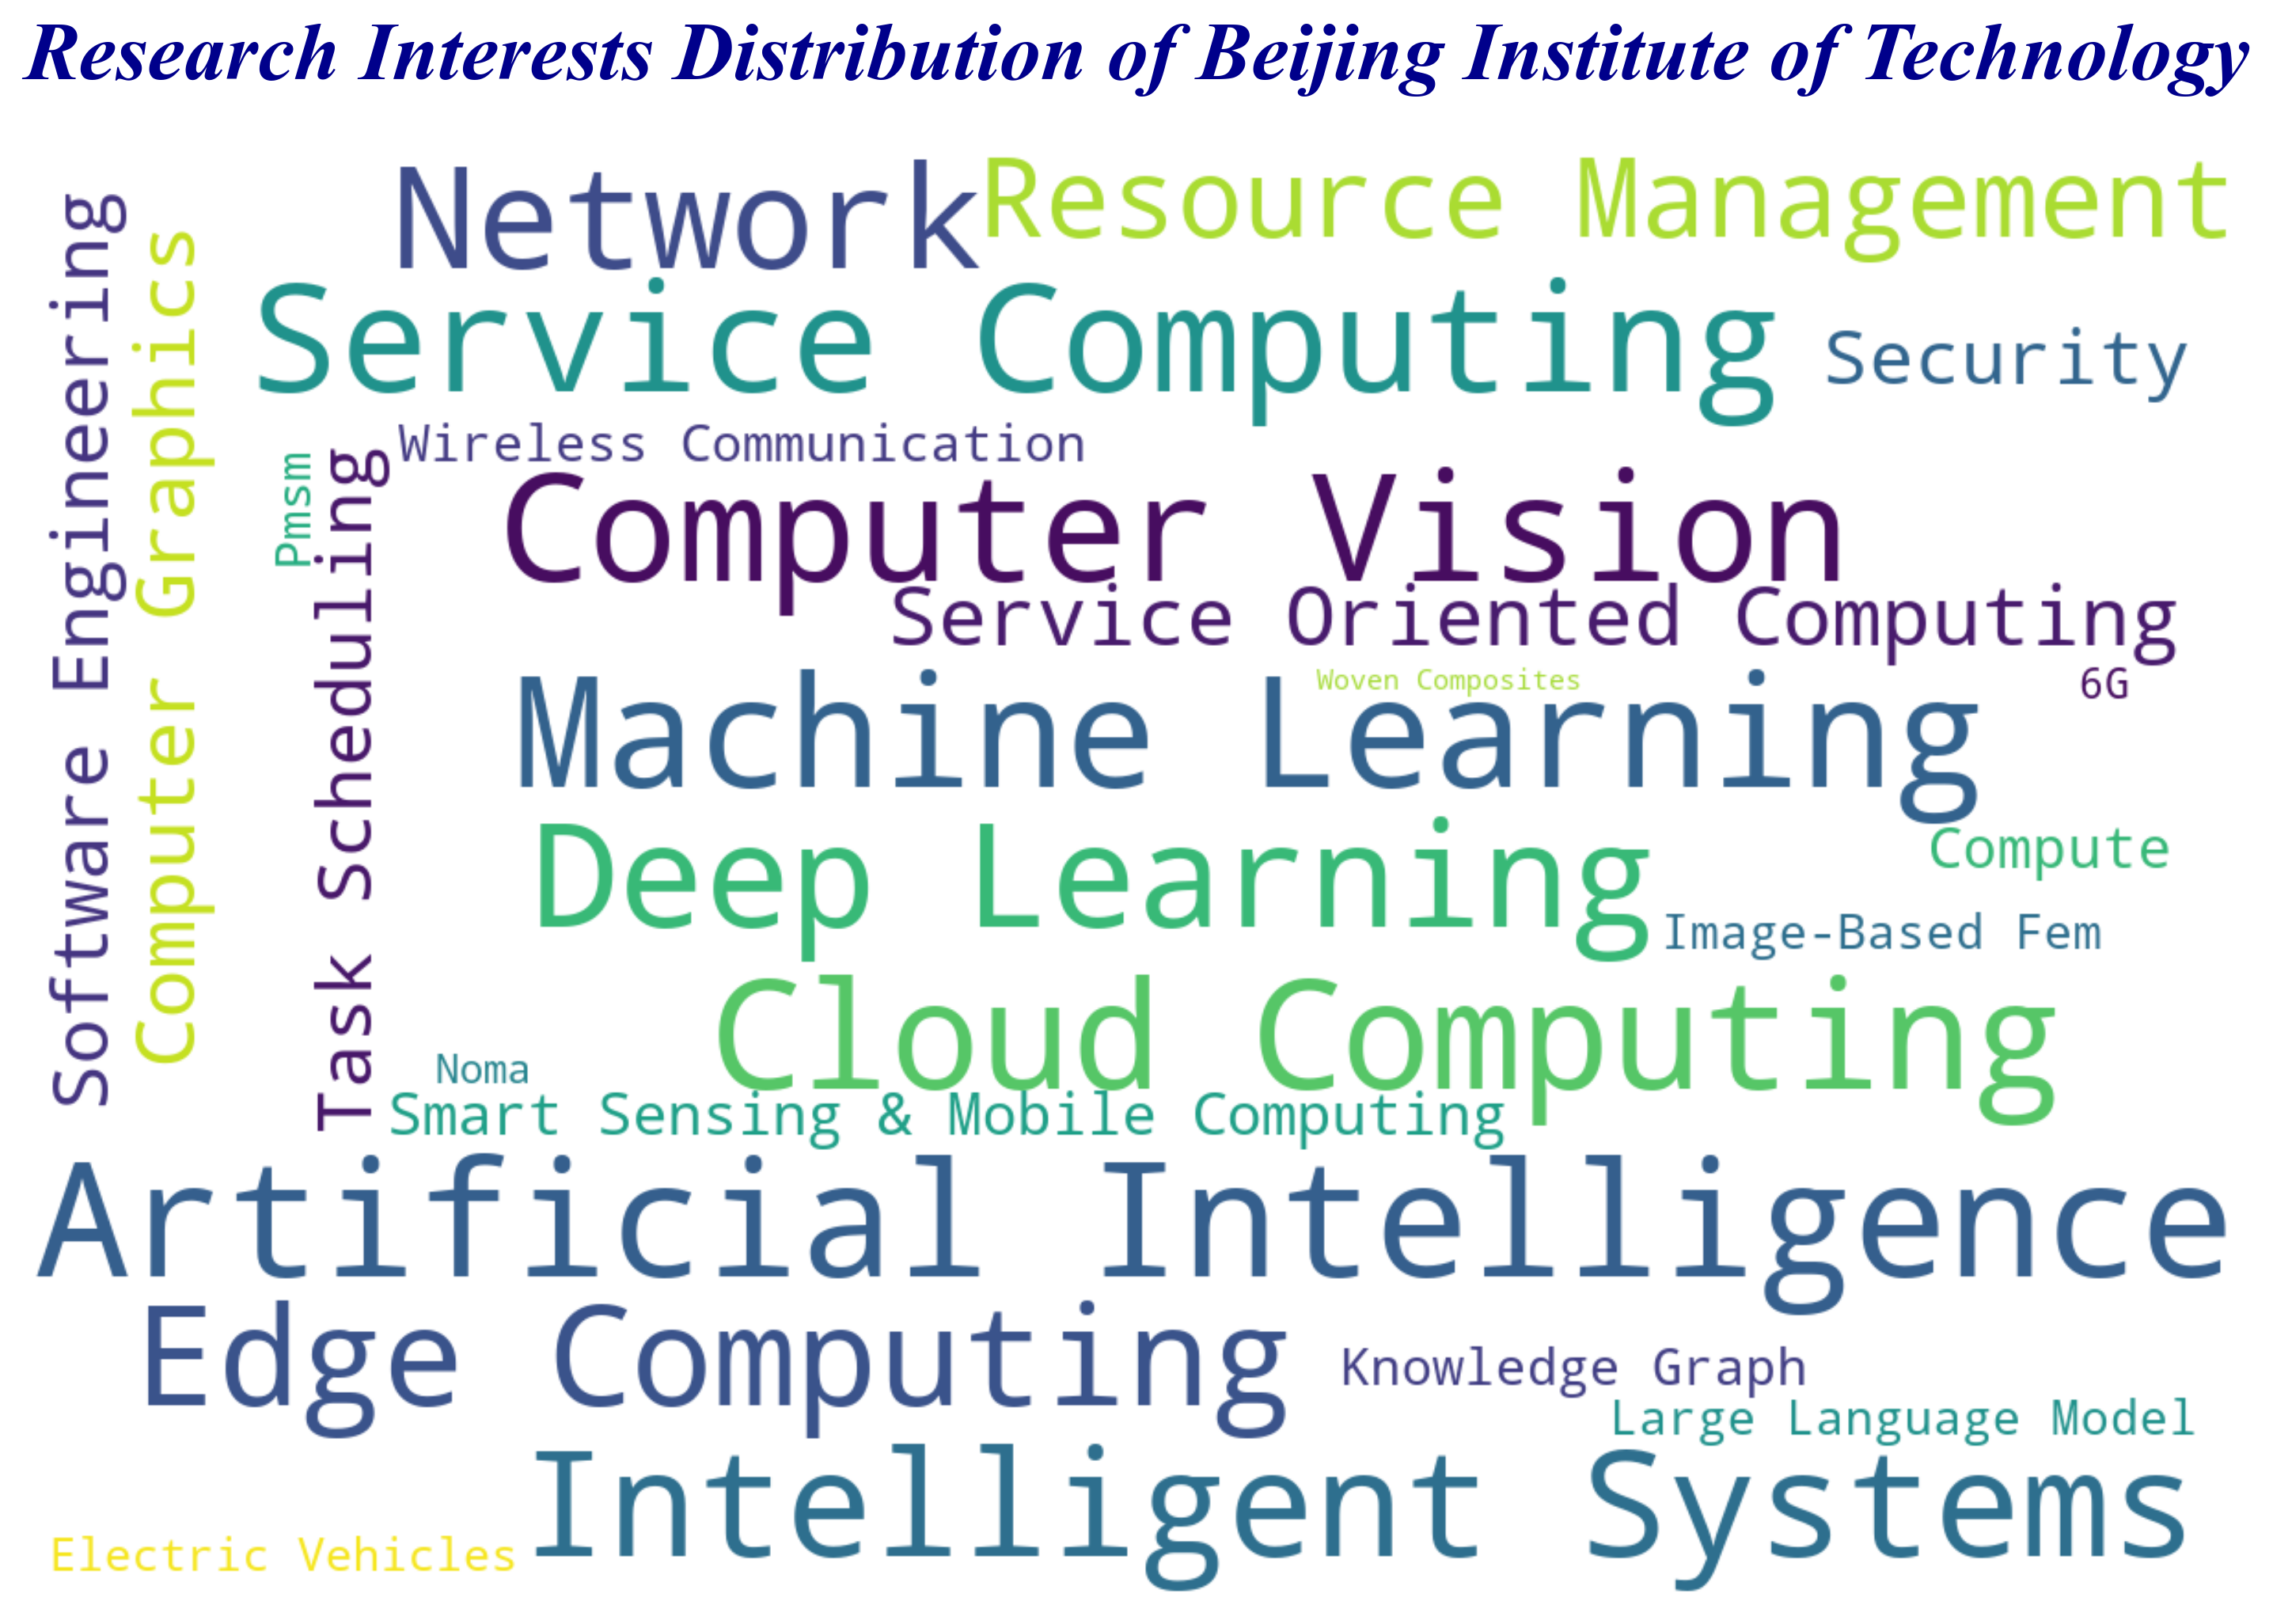 Research Interests Distribution of Beijing Institute of Technology
Network
Resource Management
Software Engineering
Computer Graphics
Service Computing
Security
Wireless Communication
Pmsm
Task Scheduling
Computer Vision
Service Oriented Computing
Woven Composites
6G
Machine Learning
Deep Learning
Compute
Image-Based Fem
Cloud Computing
Noma
Smart Sensing & Mobile Computing
Artificial Intelligence
Edge Computing
Knowledge Graph
Large Language Model
Intelligent Systems
Electric Vehicles